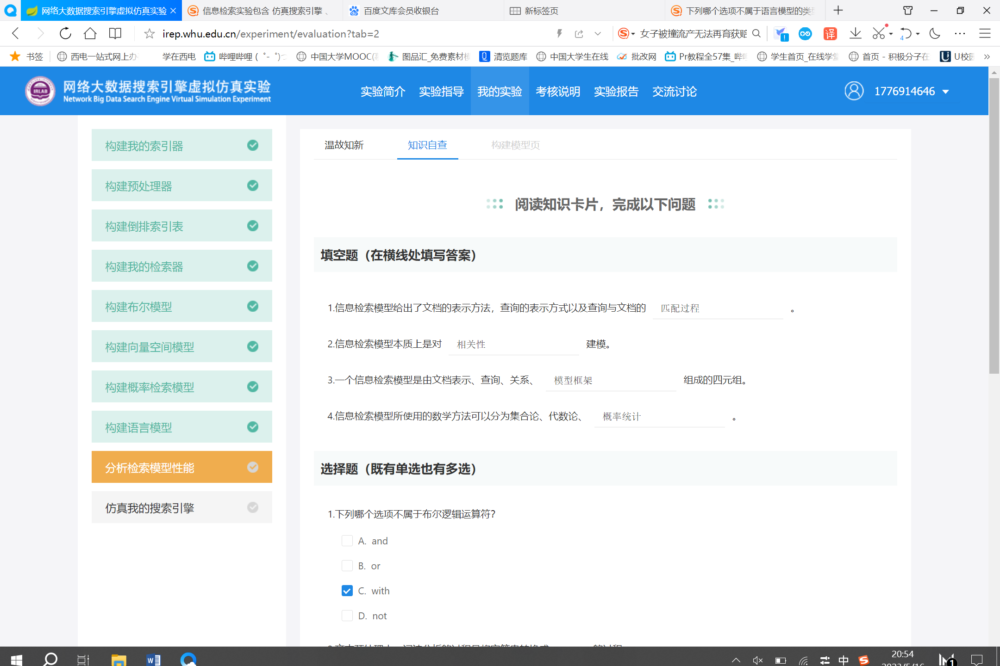 网络大数据搜索引擎虚拟仿真实验
信息检索实验包含 仿真搜索引擎 、
百度文库会员收银台
新标签页
下列哪个选项不属于语言模型的类
irep.whu.edu.cn/experiment/evaluation?tab=2
女子被撞流产无法再育获赔
译
4
书签
西电一站式网上办
学在西电
哔哩哔哩 ( ゜- ゜)つ
中国大学MOOC(
图品汇_免费素材
清览题库
中国大学生在线
批改网
Pr教程全57集_哔
学生首页_在线学
首页 - 积极分子在
U校园
网络大数据搜索引擎虚拟仿真实验
Network Big Data Search Engine Virtual Simulation Experiment
IRLAB
实验简介
实验指导
我的实验
考核说明
实验报告
交流讨论
1776914646
构建我的索引器
构建预处理器
构建倒排索引表
构建我的检索器
构建布尔模型
构建向量空间模型
构建概率检索模型
构建语言模型
分析检索模型性能
仿真我的搜索引擎
温故知新
知识自查
构建模型页
阅读知识卡片，完成以下问题
填空题（在横线处填写答案）
1.信息检索模型给出了文档的表示方法，查询的表示方式以及查询与文档的 匹配过程 。
2.信息检索模型本质上是对 相关性 建模。
3.一个信息检索模型是由文档表示、查询、关系、 模型框架 组成的四元组。
4.信息检索模型所使用的数学方法可以分为集合论、代数论、 概率统计 。
选择题（既有单选也有多选）
1.下列哪个选项不属于布尔逻辑运算符？
A. and
B. or
C. with
D. not
中
20:54